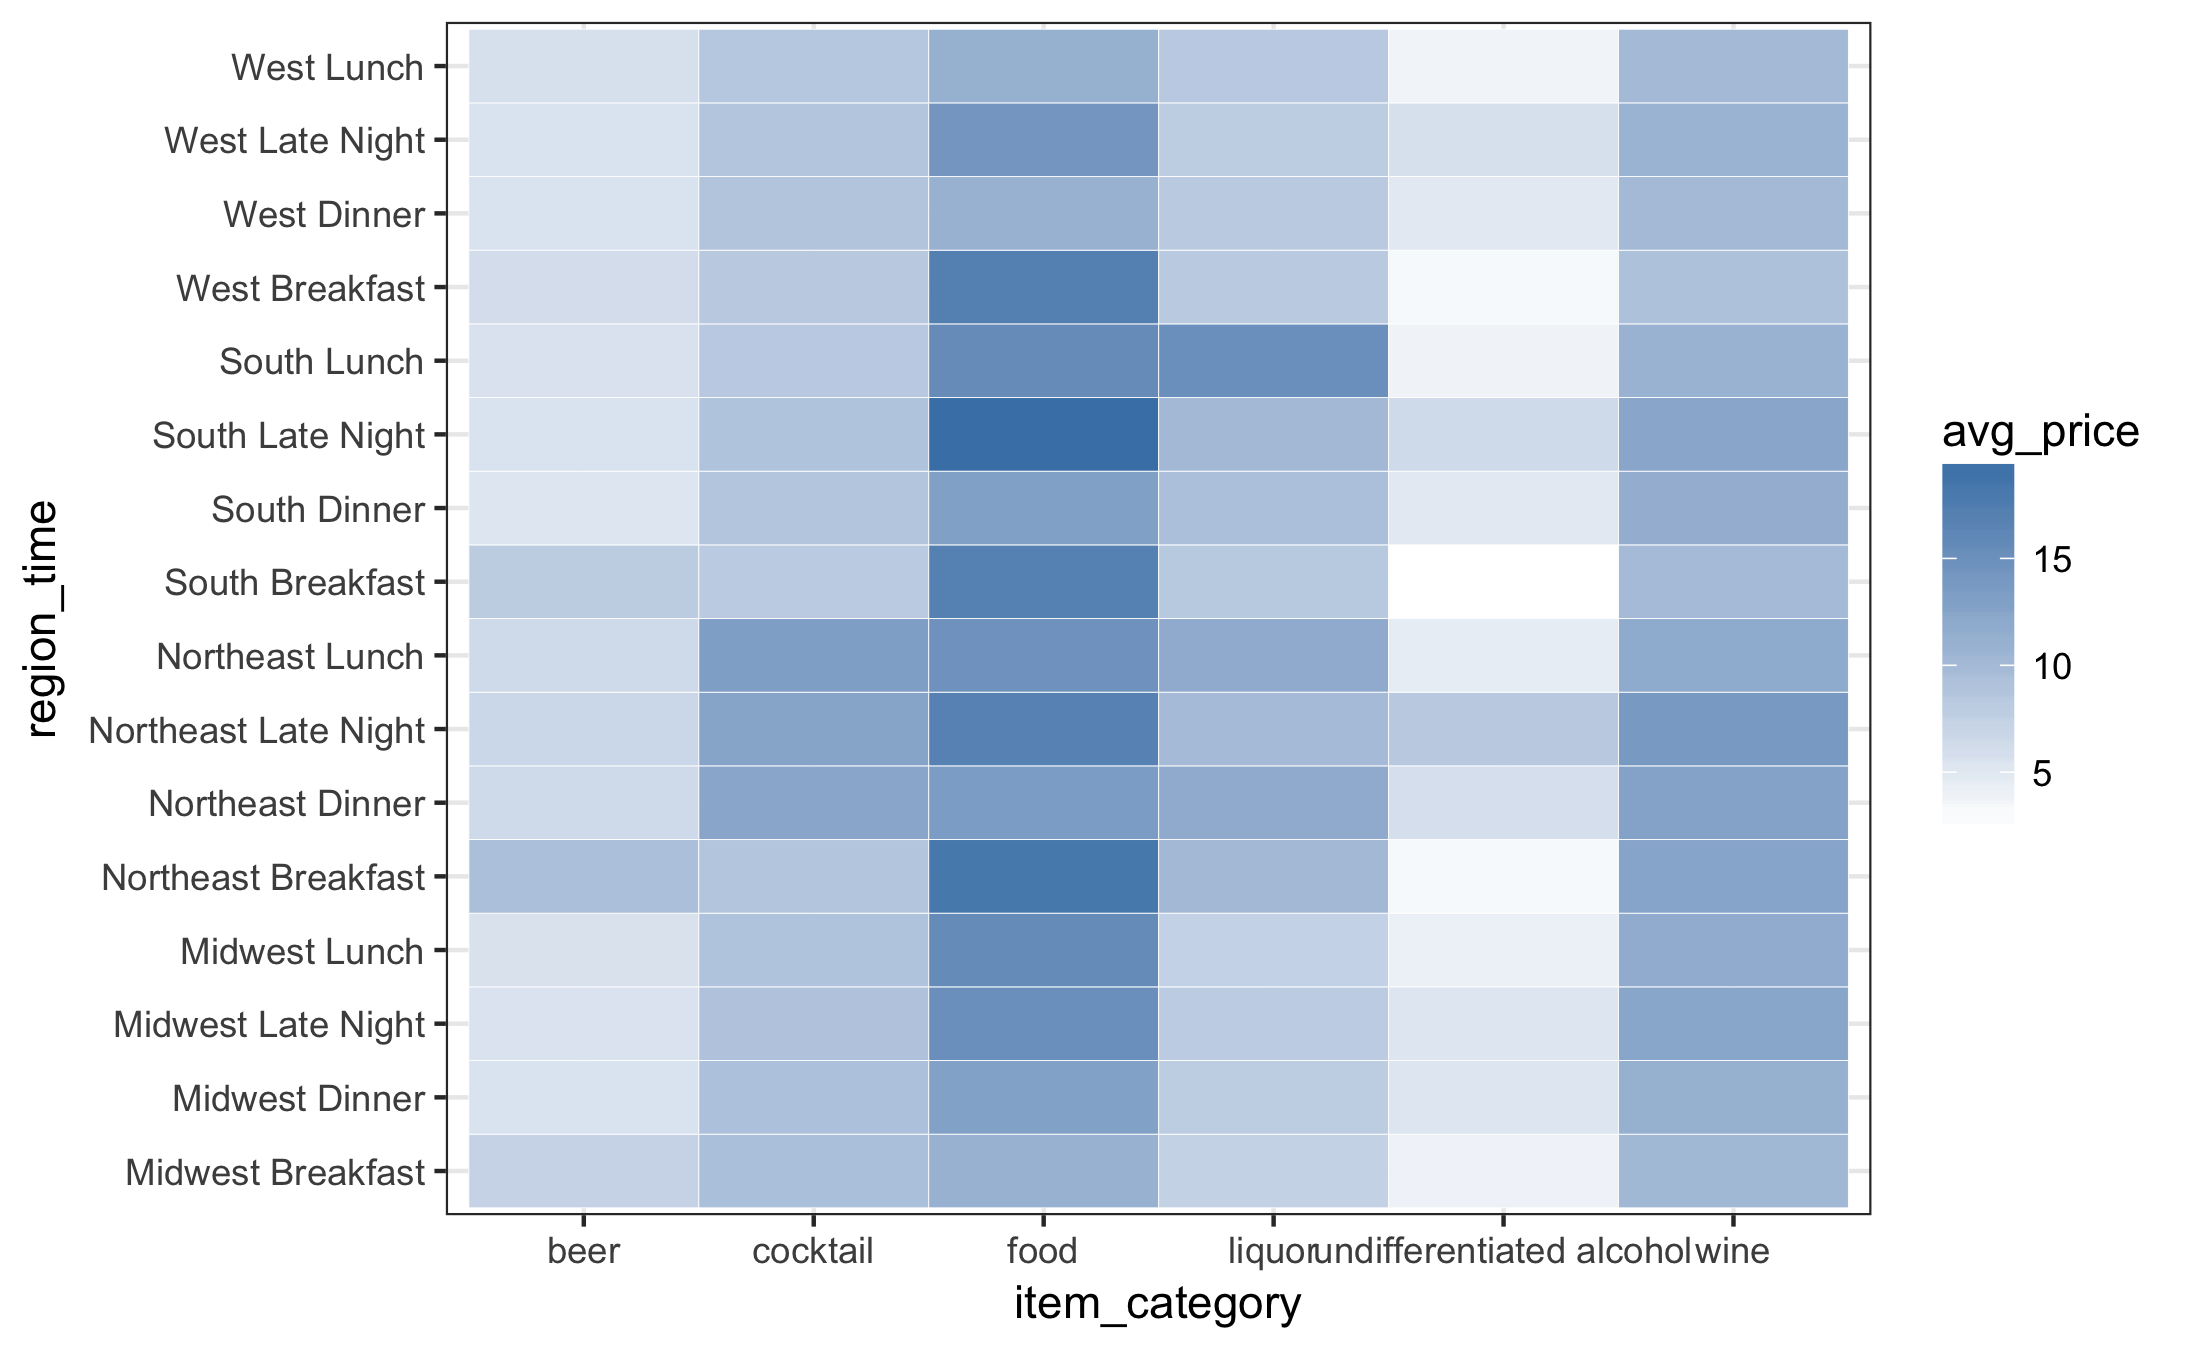 West Lunch
West Late Night
West Dinner
West Breakfast
South Lunch
South Late Night
South Dinner
South Breakfast
Northeast Lunch
Northeast Late Night
Northeast Dinner
Northeast Breakfast
Midwest Lunch
Midwest Late Night
Midwest Dinner
Midwest Breakfast
region_time
beer cocktail food liquor undifferentiated alcohol wine
item_category
avg_price
15
10
5